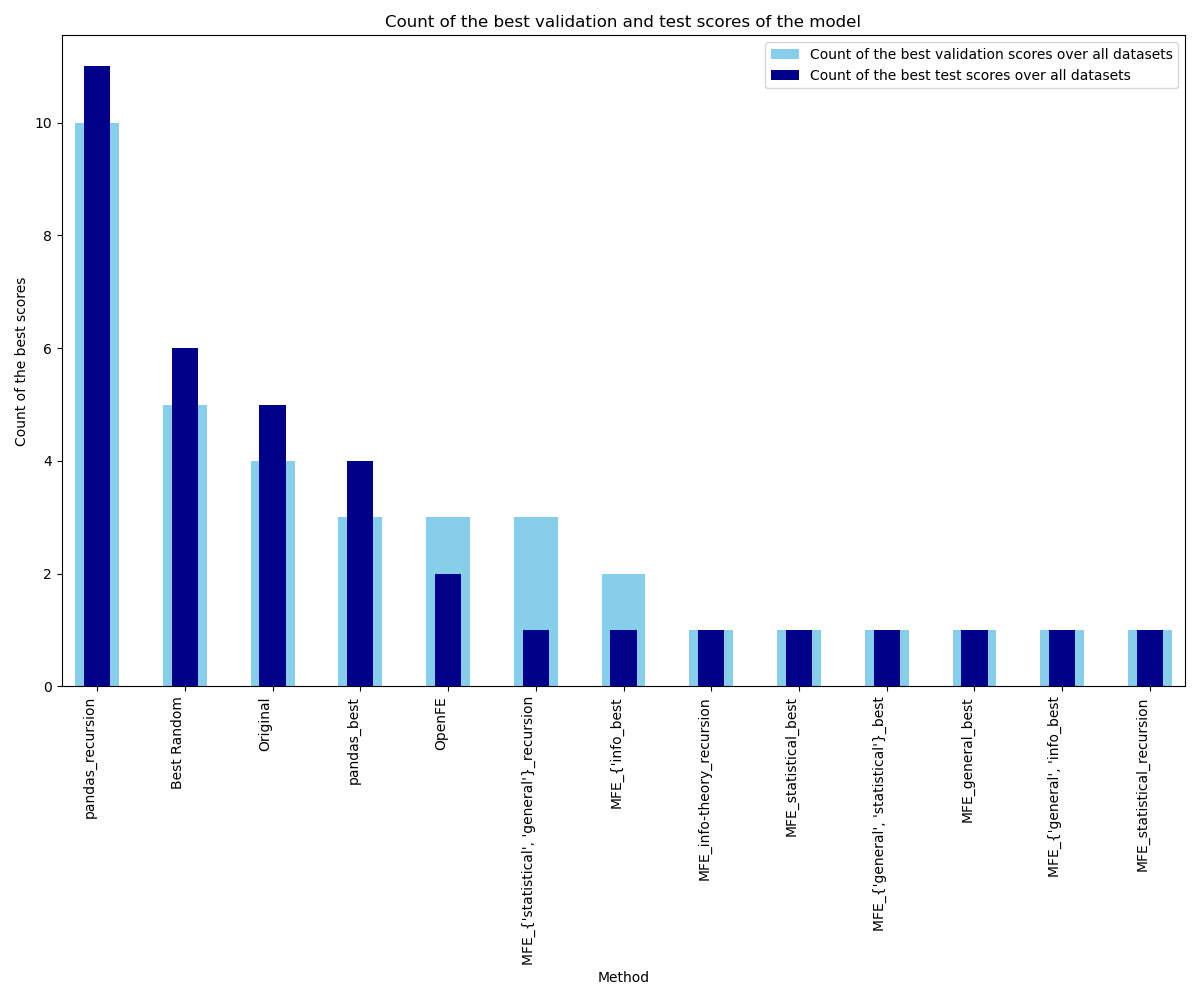 Count of the best validation and test scores of the model
Count of the best validation scores over all datasets
Count of the best test scores over all datasets
Count of the best scores
10
8
6
4
2
0
pandas_recursion
Best Random
Original
pandas_best
OpenFE
MFE_{'statistical', 'general'}_recursion
MFE_{'info_best
MFE_info-theory_recursion
MFE_statistical_best
MFE_{'general', 'statistical'}_best
MFE_general_best
MFE_{'general', 'info_best
MFE_statistical_recursion
Method